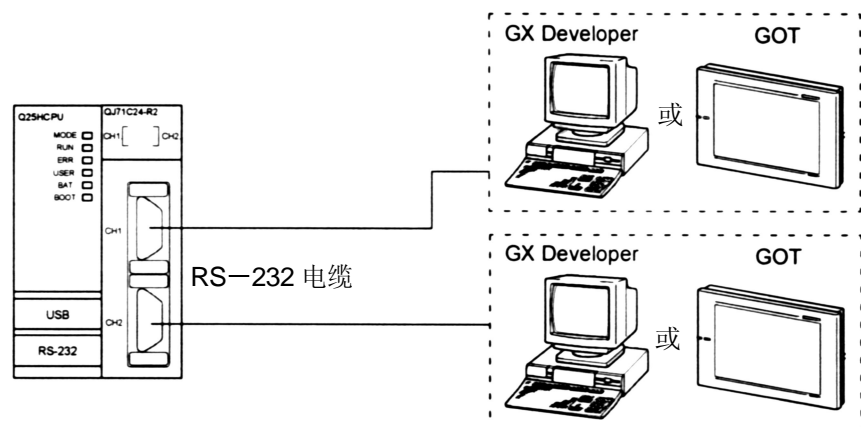 GX Developer GOT
或
Q25HCPU QJ71C24-R2
MODE
RUN
ERR
USER
BAT
BOOT
CH1 CH2
CH1
RS－232 电缆
GX Developer GOT
或
USB
CH2
RS-232